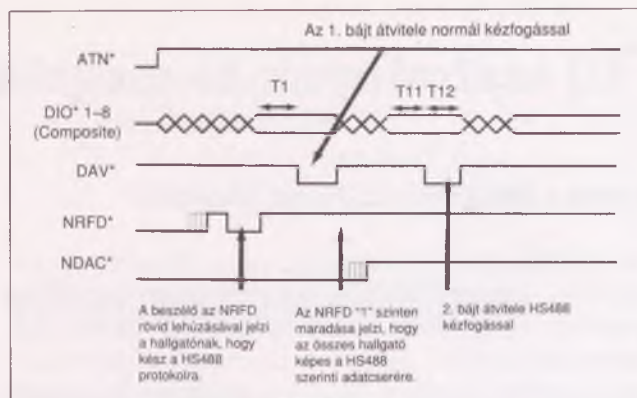 Az 1. bájt átvitele normál kézfogással
ATN*
T1
T11 T12
DIO* 1–8
(Composite)
DAV*
NRFD*
NDAC*
A beszélő az NRFD
rövid lehúzásával jelzi
a hallgatónak, hogy
kész a HS488
protokolra.
Az NRFD "1" szinten
maradása jelzi, hogy
az összes hallgató
képes a HS488
szerinti adatcserére.
2. bájt átvitele HS488
kézfogással